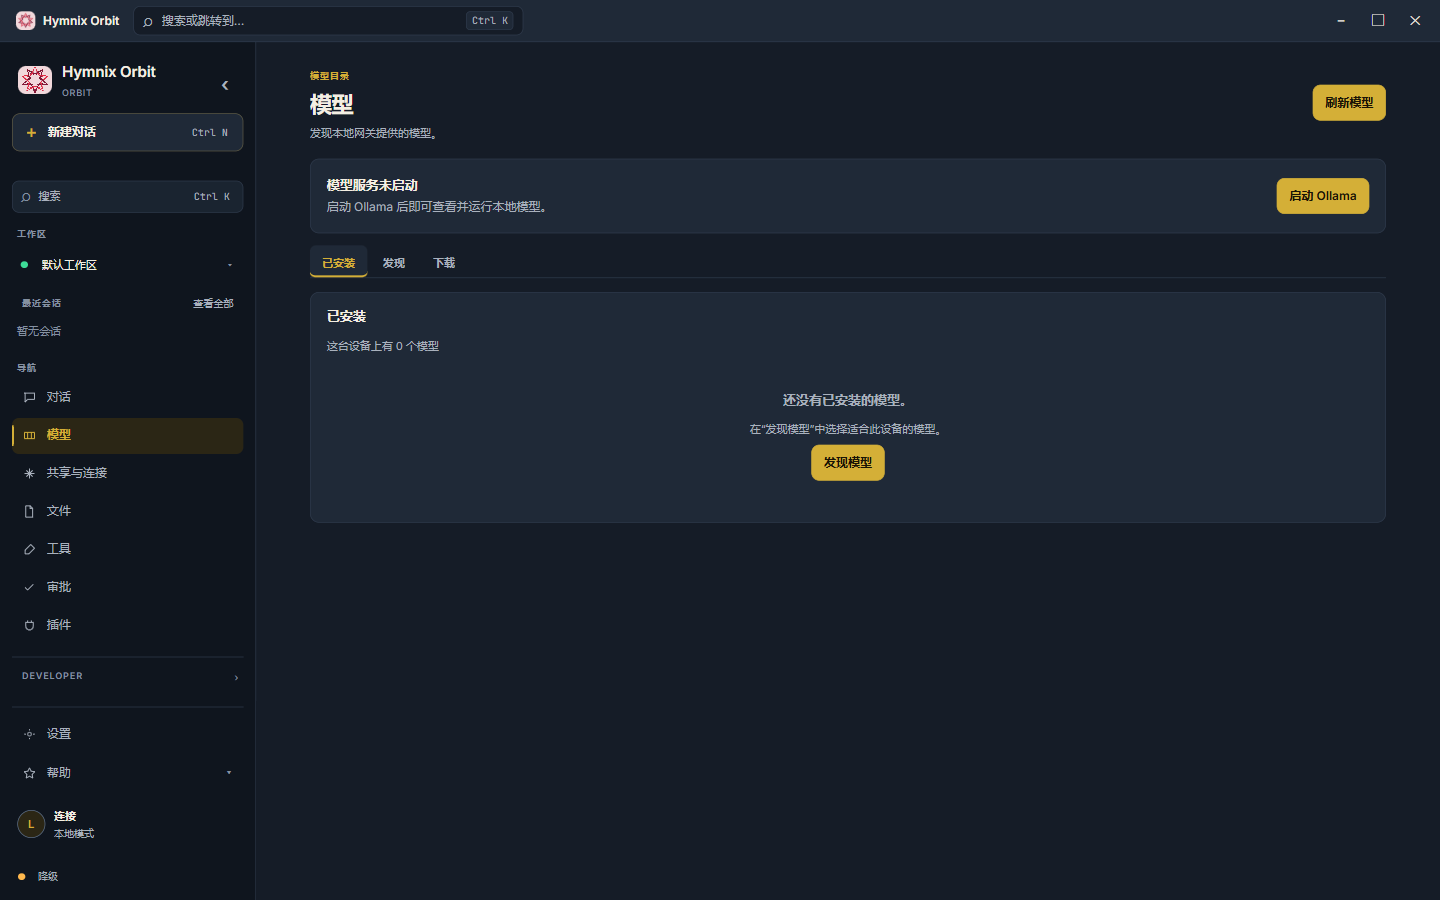 Hymnix Orbit
搜索或跳转到...
Ctrl K
Hymnix Orbit
ORBIT
新建对话
Ctrl N
搜索
Ctrl K
工作区
默认工作区
最近会话
查看全部
暂无会话
导航
对话
模型
共享与连接
文件
工具
审批
插件
DEVELOPER
设置
帮助
L
连接
本地模式
降级
模型目录
模型
发现本地网关提供的模型。
刷新模型
模型服务未启动
启动 Ollama 后即可查看并运行本地模型。
启动 Ollama
已安装
发现
下载
已安装
这台设备上有 0 个模型
还没有已安装的模型。
在“发现模型”中选择适合此设备的模型。
发现模型